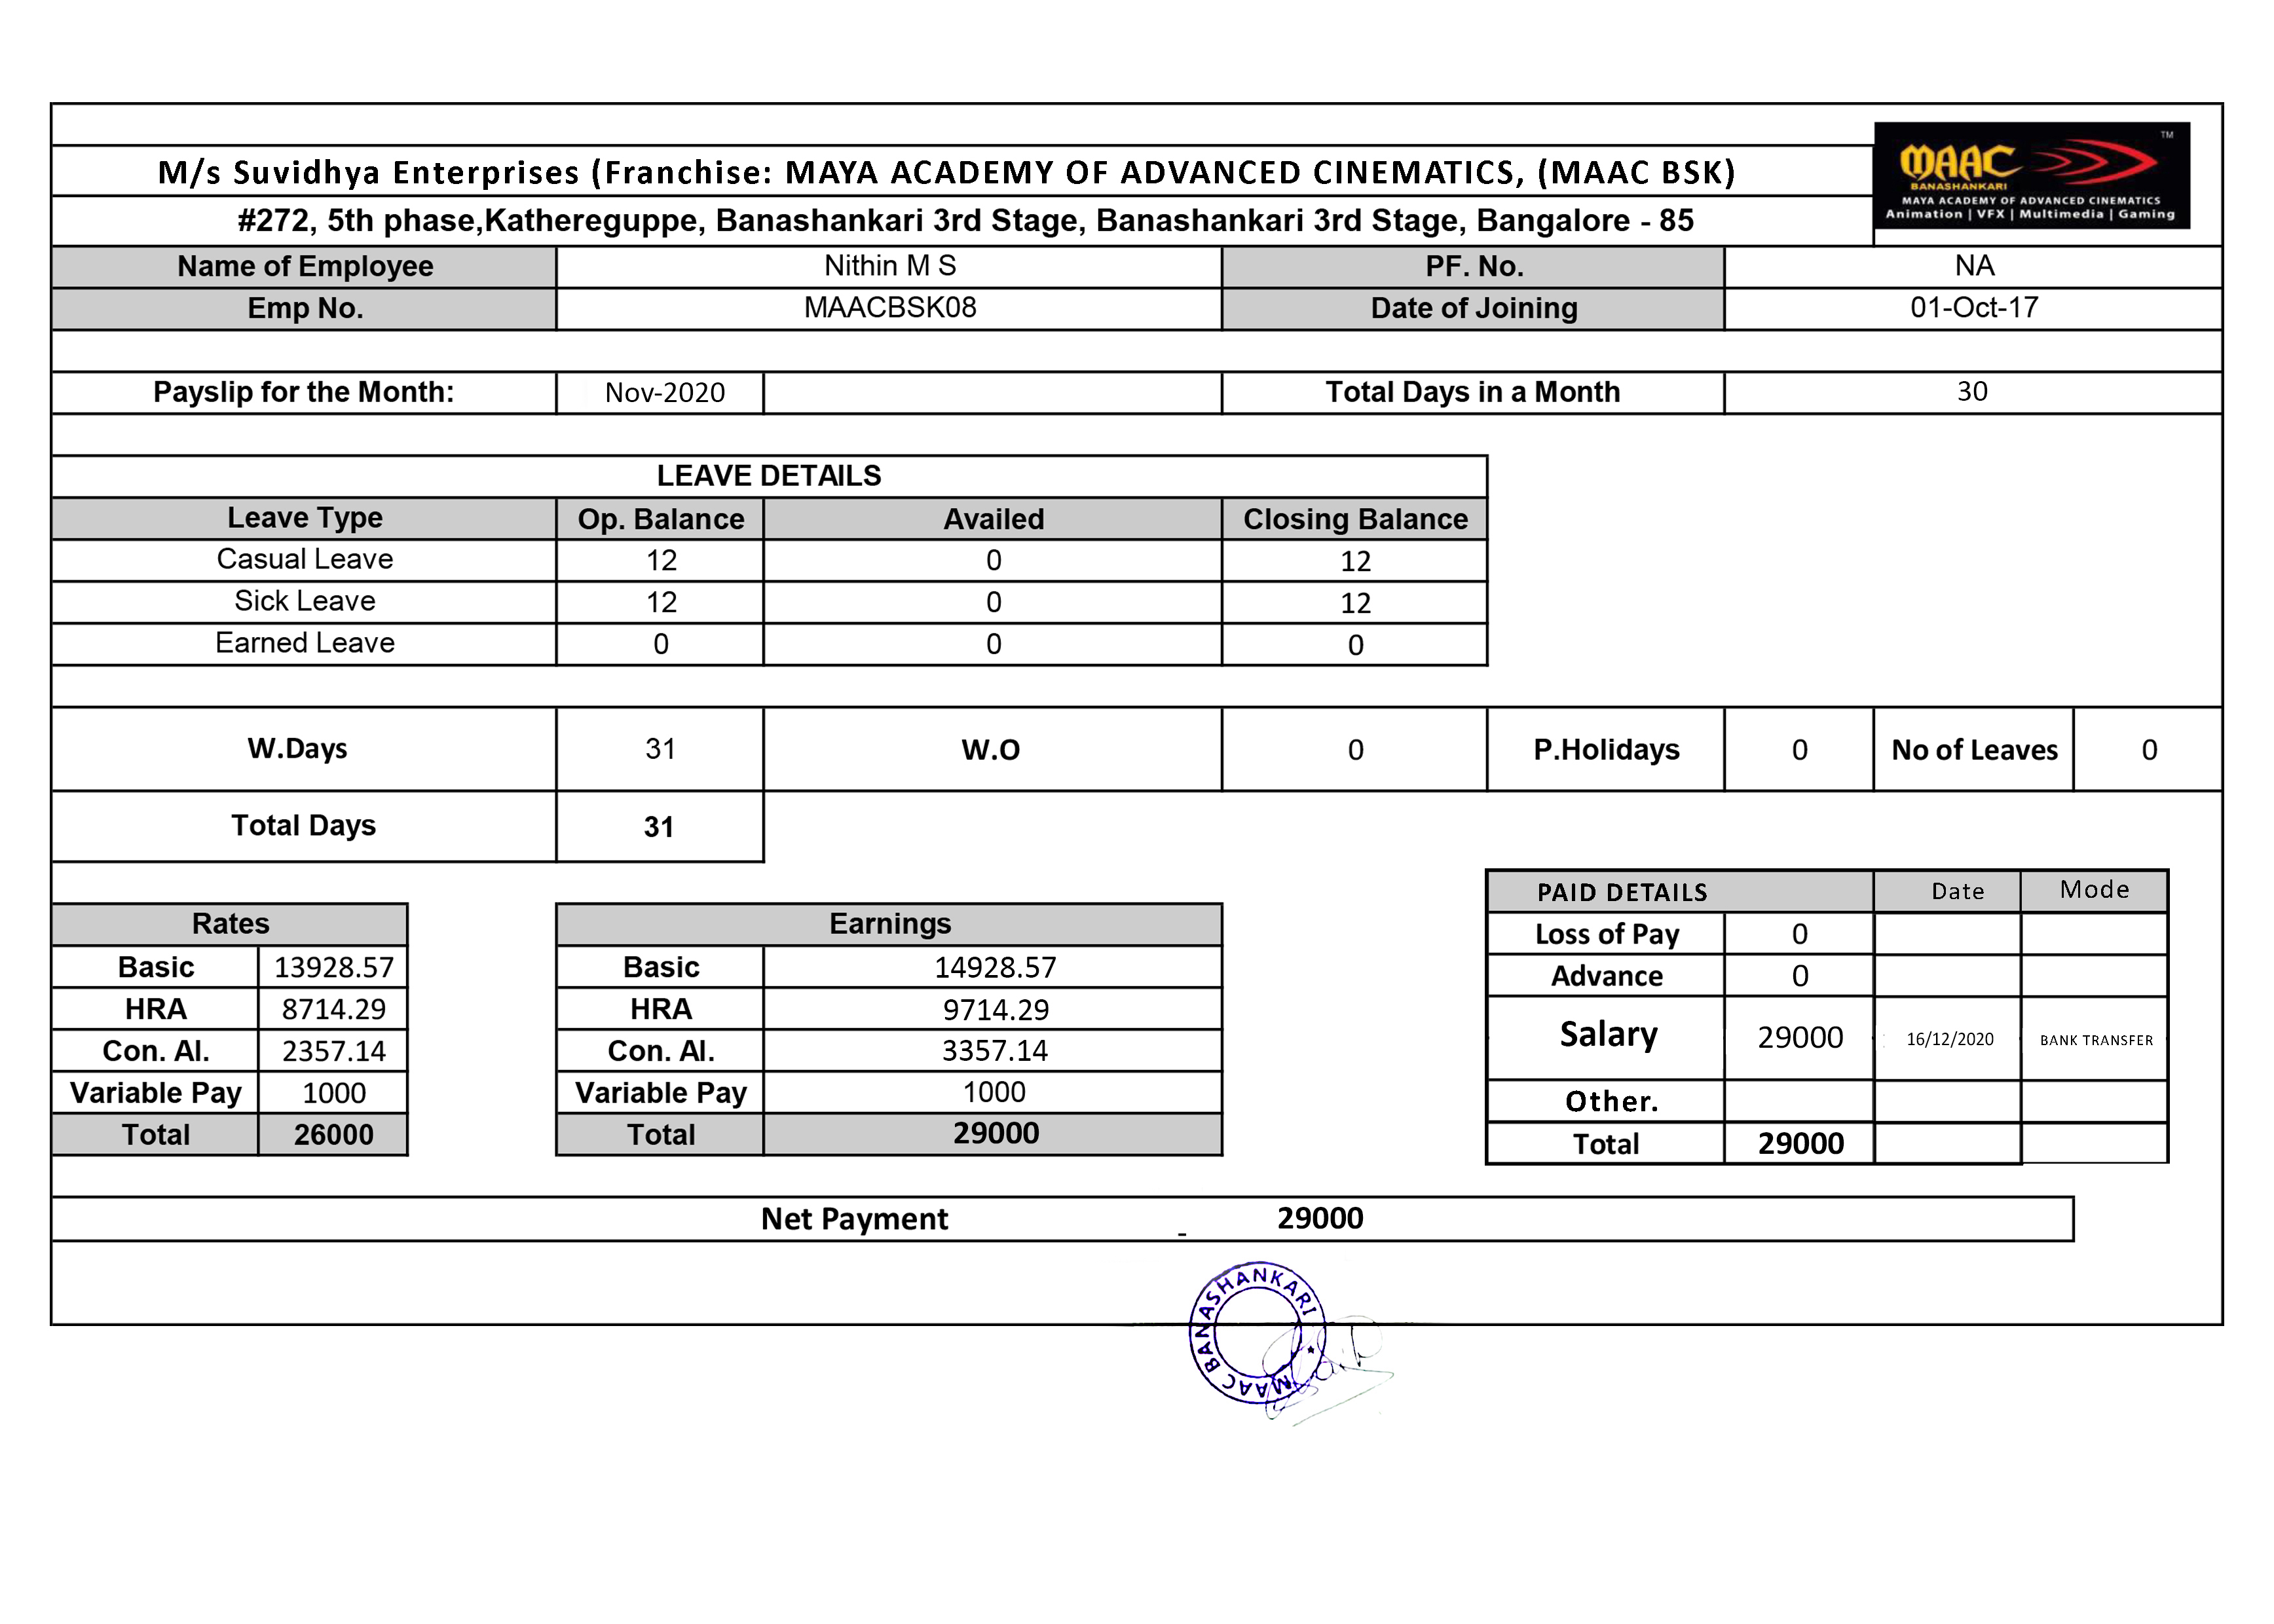 MAAC
TM
BANASHANKARI
MAYA ACADEMY OF ADVANCED CINEMATICS
Animation | VFX | Multimedia | Gaming
M/s Suvidhya Enterprises (Franchise: MAYA ACADEMY OF ADVANCED CINEMATICS, (MAAC BSK)
#272, 5th phase,Kathereguppe, Banashankari 3rd Stage, Banashankari 3rd Stage, Bangalore - 85
Name of Employee Nithin M S PF. No. NA
Emp No. MAACBSK08 Date of Joining 01-Oct-17
Payslip for the Month: Nov-2020 Total Days in a Month 30
LEAVE DETAILS
Leave Type Op. Balance Availed Closing Balance
Casual Leave 12 0 12
Sick Leave 12 0 12
Earned Leave 0 0 0
W.Days 31 W.O 0 P.Holidays 0 No of Leaves 0
Total Days 31
Rates
Basic 13928.57
HRA 8714.29
Con. Al. 2357.14
Variable Pay 1000
Total 26000
Earnings
Basic 14928.57
HRA 9714.29
Con. Al. 3357.14
Variable Pay 1000
Total 29000
PAID DETAILS Date Mode
Loss of Pay 0
Advance 0
Salary 29000 16/12/2020 BANK TRANSFER
Other.
Total 29000
Net Payment - 29000
MAAC BANASHANKARI